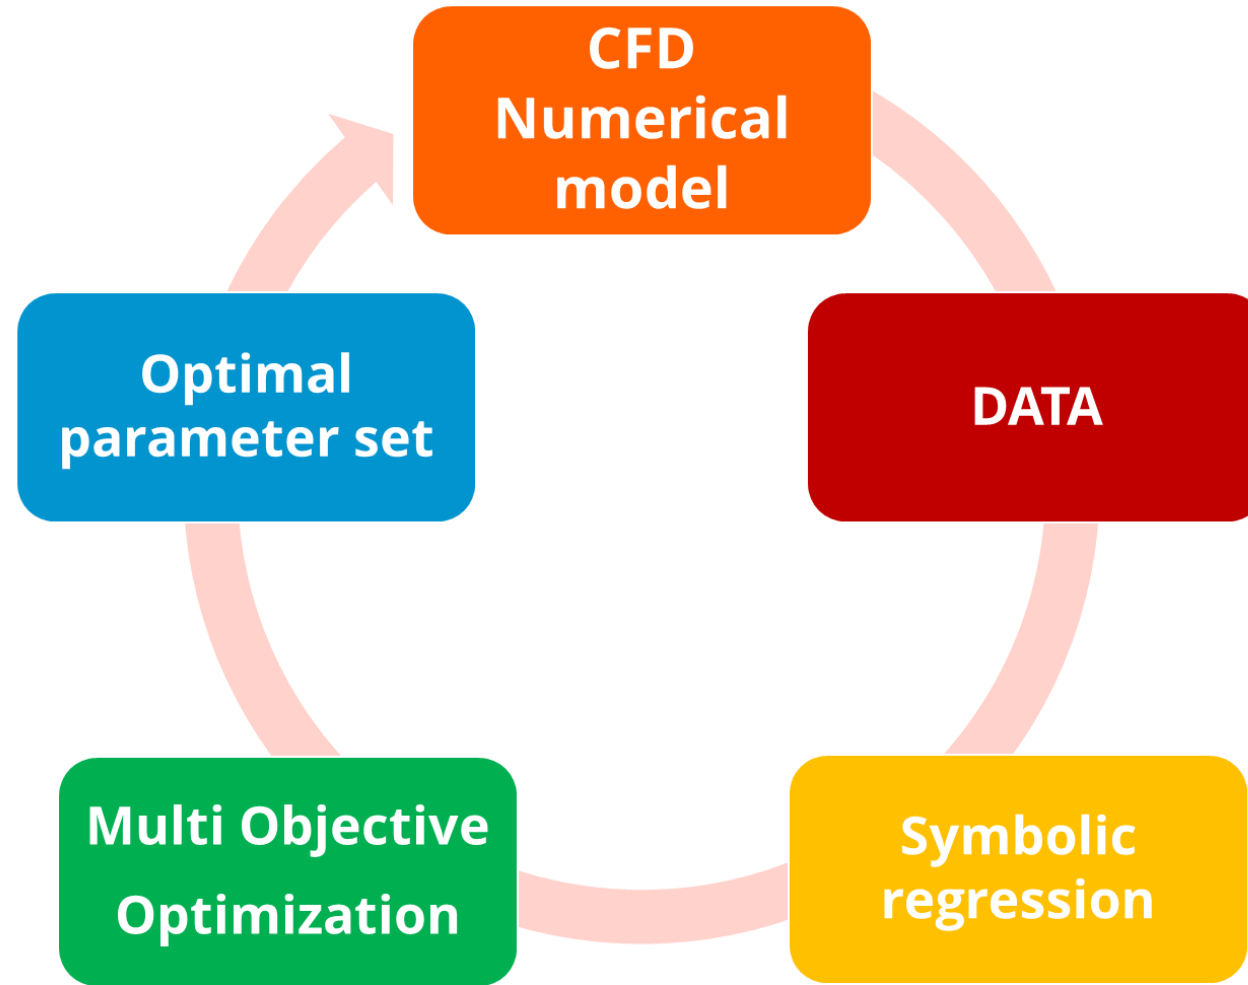 CFD
Numerical
model
DATA
Symbolic
regression
Multi Objective
Optimization
Optimal
parameter set